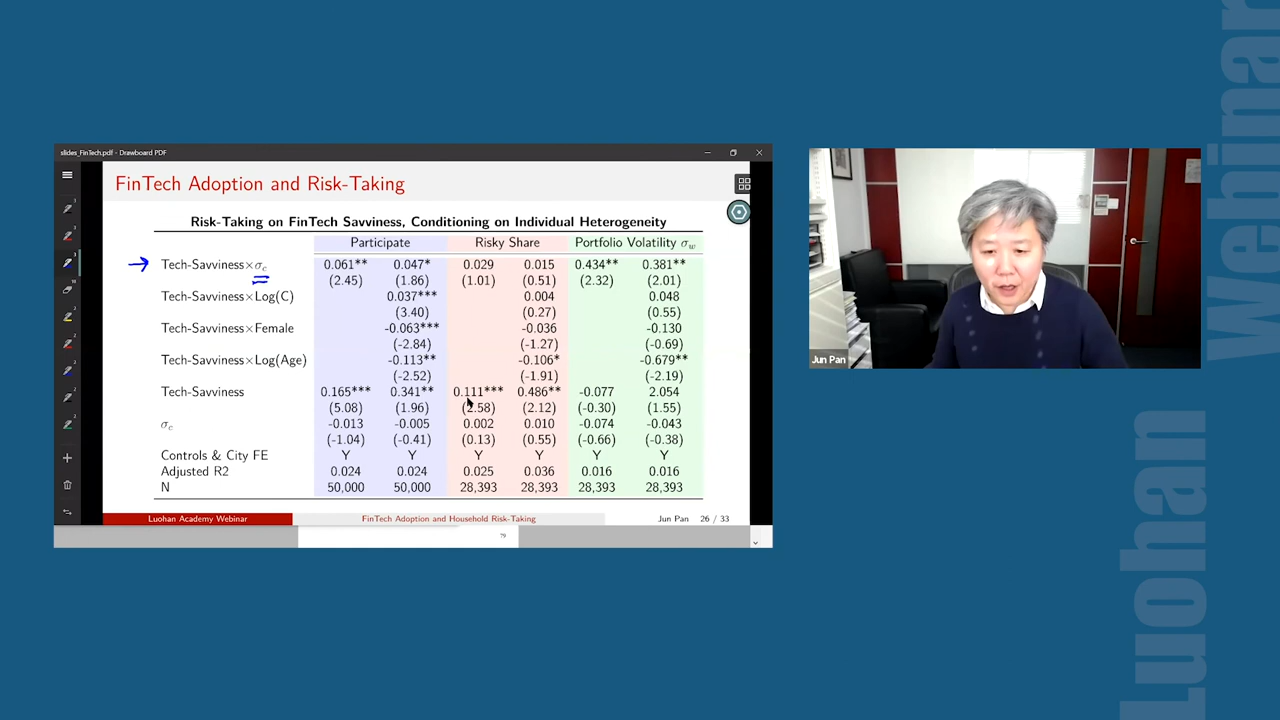 slides_FinTech.pdf - Drawboard PDF
FinTech Adoption and Risk-Taking
Risk-Taking on FinTech Savviness, Conditioning on Individual Heterogeneity
Participate Risky Share Portfolio Volatility σw
Tech-Savviness×σc 0.061** 0.047* 0.029 0.015 0.434** 0.381**
(2.45) (1.86) (1.01) (0.51) (2.32) (2.01)
Tech-Savviness×Log(C) 0.037*** 0.004 0.048
(3.40) (0.27) (0.55)
Tech-Savviness×Female -0.063*** -0.036 -0.130
(-2.84) (-1.27) (-0.69)
Tech-Savviness×Log(Age) -0.113** -0.106* -0.679**
(-2.52) (-1.91) (-2.19)
Tech-Savviness 0.165*** 0.341** 0.111*** 0.486** -0.077 2.054
(5.08) (1.96) (2.58) (2.12) (-0.30) (1.55)
σc -0.013 -0.005 0.002 0.010 -0.074 -0.043
(-1.04) (-0.41) (0.13) (0.55) (-0.66) (-0.38)
Controls & City FE Y Y Y Y Y Y
Adjusted R2 0.024 0.024 0.025 0.036 0.016 0.016
N 50,000 50,000 28,393 28,393 28,393 28,393
Luohan Academy Webinar FinTech Adoption and Household Risk-Taking Jun Pan 26 / 33
79
Jun Pan
Luohan Webinar